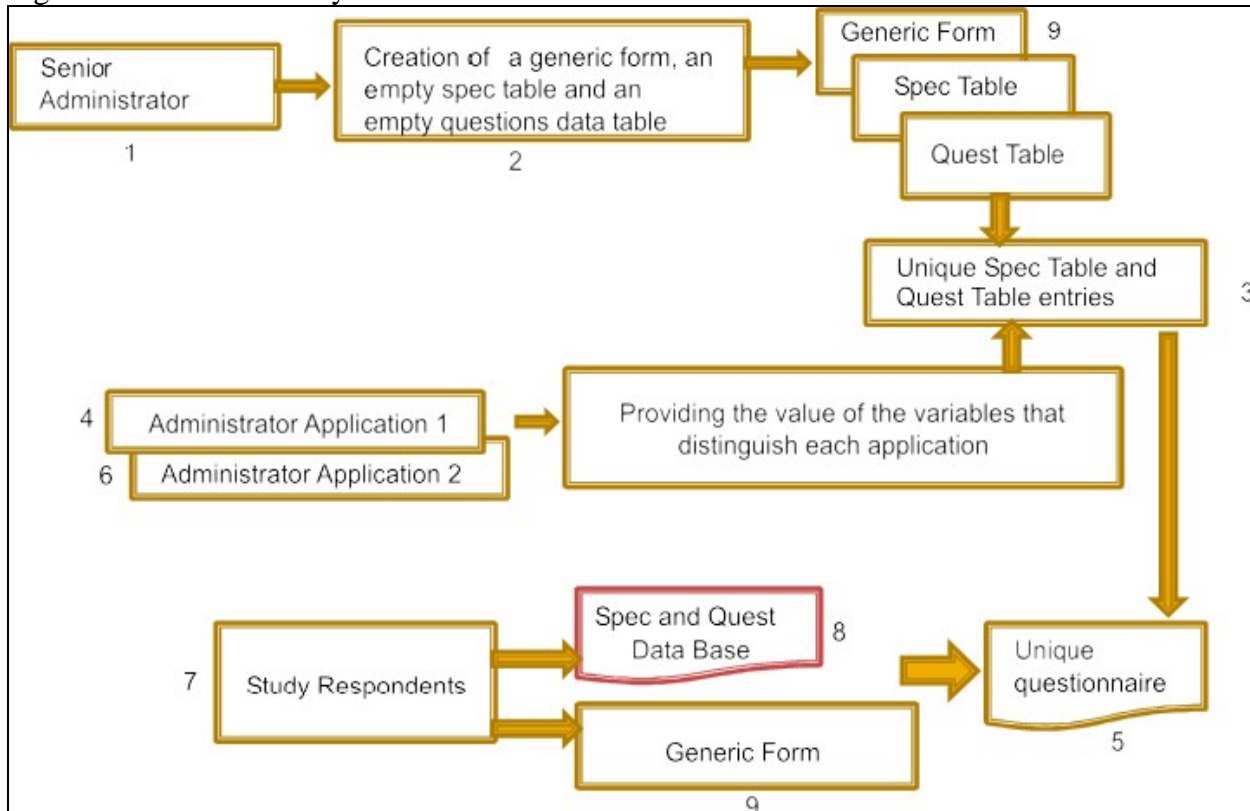 Senior
Administrator
1
Creation of a generic form, an
empty spec table and an
empty questions data table
2
Generic Form
9
Spec Table
Quest Table
Unique Spec Table and
Quest Table entries
3
4
Administrator Application 1
6
Administrator Application 2
Providing the value of the variables that
distinguish each application
7
Study Respondents
Spec and Quest
Data Base
8
Generic Form
9
Unique
questionnaire
5